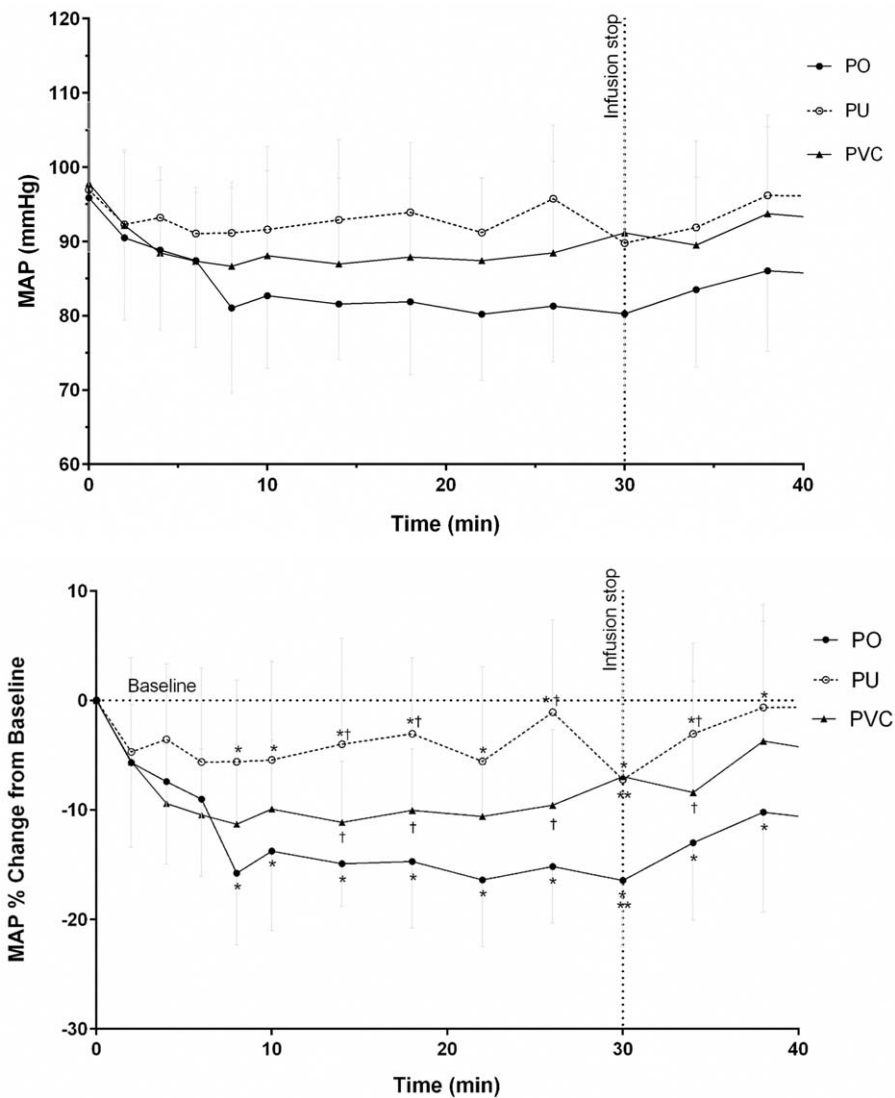 120
110
100
90
80
70
60
MAP (mmHg)
Infusion stop
PO
PU
PVC
0
10
20
30
40
Time (min)
10
0
-10
-20
-30
MAP % Change from Baseline
Baseline
Infusion stop
PO
PU
PVC
* * *† *† * *† * *† *
**
† † † †
* * * * * * * * *
**
0
10
20
30
40
Time (min)